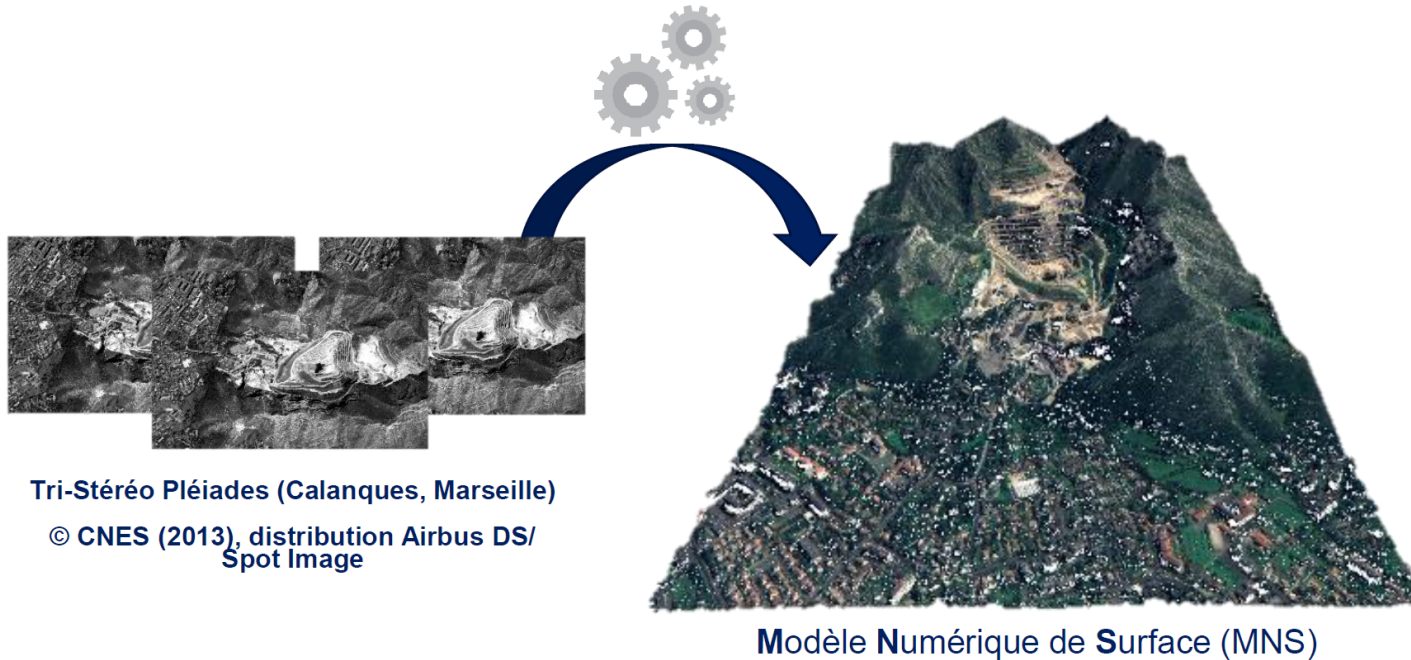 Tri-Stéréo Pléiades (Calanques, Marseille)
© CNES (2013), distribution Airbus DS/
Spot Image
Modèle Numérique de Surface (MNS)